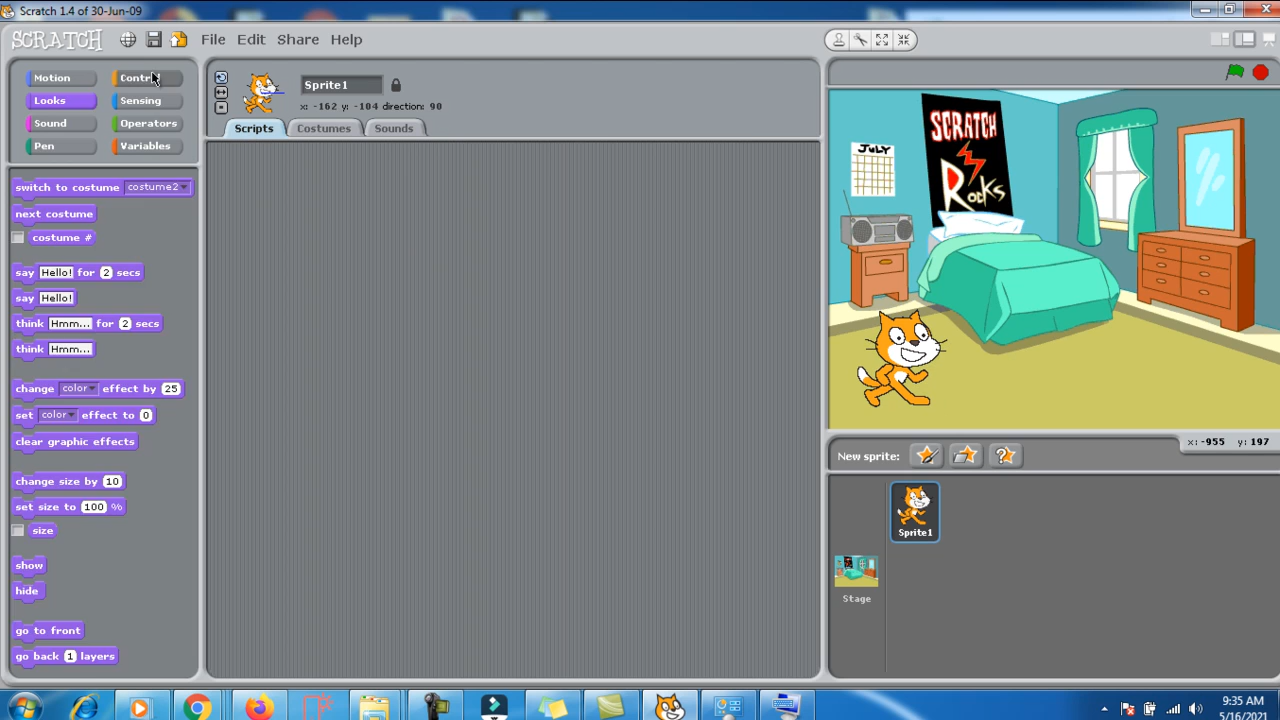 Scratch 1.4 of 30-Jun-09
SCRATCH File Edit Share Help
Motion Control
Looks Sensing
Sound Operators
Pen Variables
Sprite1
x: -162 y: -104 direction: 90
Scripts Costumes Sounds
switch to costume costume2
next costume
costume #
say Hello! for 2 secs
say Hello!
think Hmm... for 2 secs
think Hmm...
change color effect by 25
set color effect to 0
clear graphic effects
change size by 10
set size to 100 %
size
show
hide
go to front
go back 1 layers
JULY
SCRATCH
Rocks
x: -955 y: 197
New sprite:
Sprite1
Stage
9:35 AM
5/16/2021